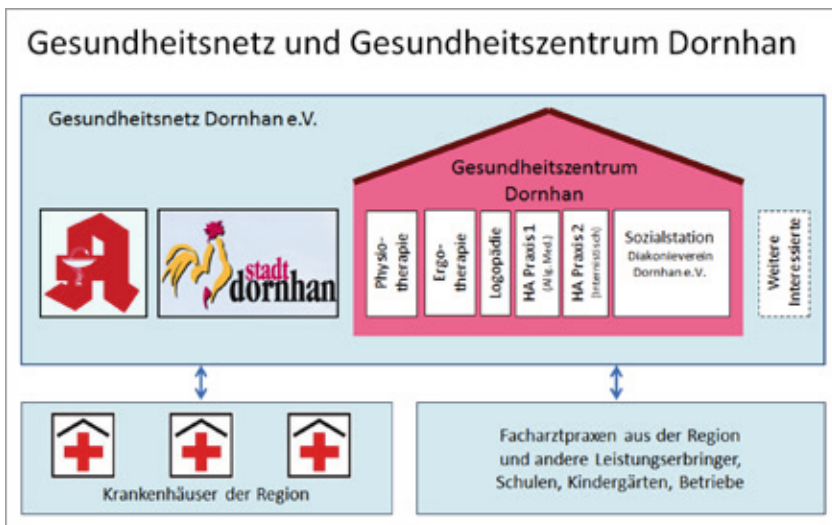 Gesundheitsnetz und Gesundheitszentrum Dornhan
Gesundheitsnetz Dornhan e.V.
stadt
dornhan
Gesundheitszentrum
Dornhan
Physio-
therapie
Ergo-
therapie
Logopädie
HA Praxis 1
(Allg. Med.)
HA Praxis 2
(Internistisch)
Sozialstation
Diakonieverein
Dornhan e.V.
Weitere
Interessierte
Krankenhäuser der Region
Facharztpraxen aus der Region
und andere Leistungserbringer,
Schulen, Kindergärten, Betriebe